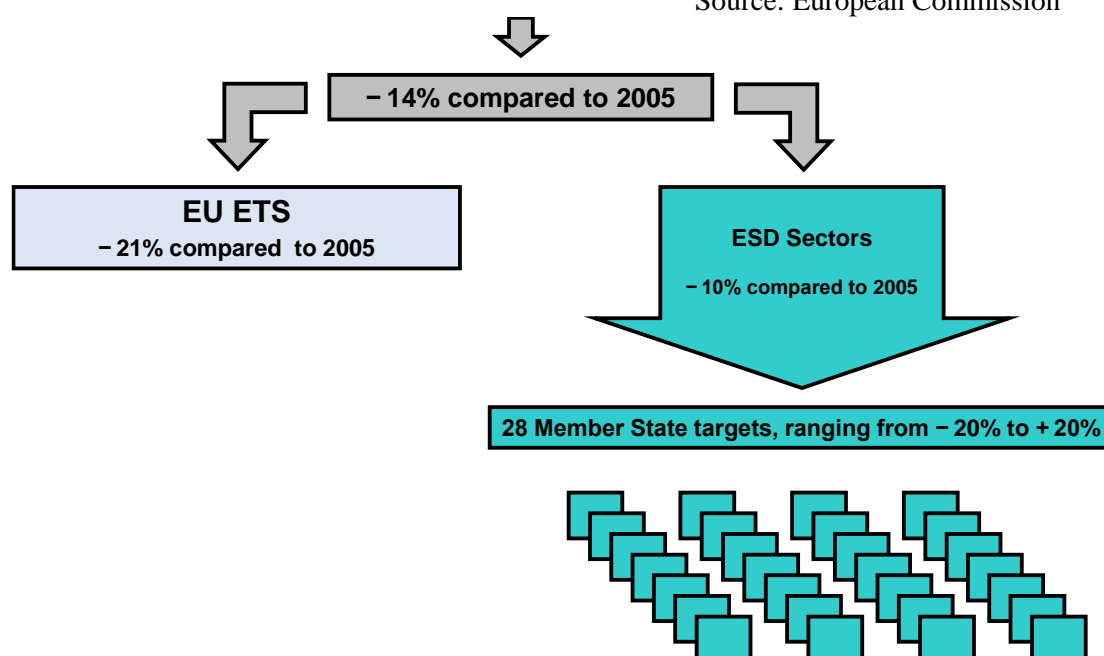 Source: European Commission
− 14% compared to 2005
EU ETS
− 21% compared  to 2005
ESD Sectors
− 10% compared to 2005
28 Member State targets, ranging from − 20% to + 20%